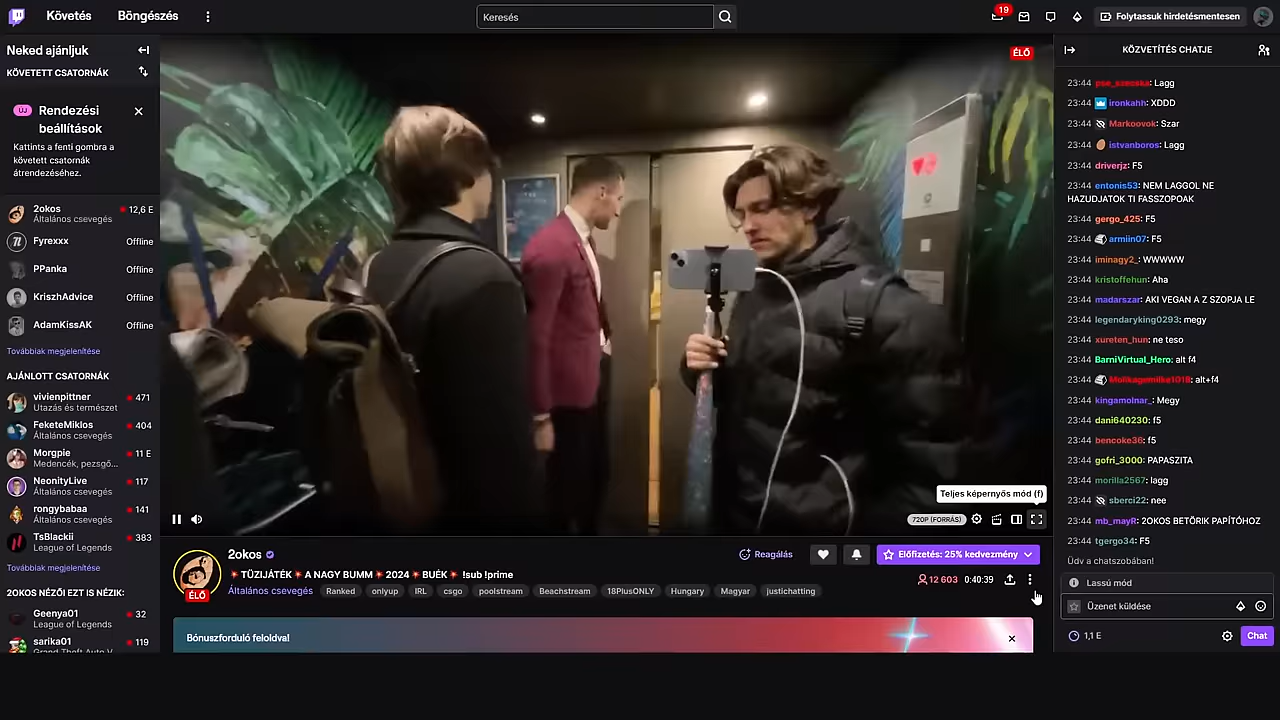 Követés
Böngészés
Keresés
19
Folytassuk hirdetésmentesen
Neked ajánljuk
KÖVETETT CSATORNÁK
ÚJ
Rendezési
beállítások
Kattints a fenti gombra a
követett csatornák
átrendezéséhez.
2okos
12,6 E
Általános csevegés
Fyrexxx
Offline
PPanka
Offline
KriszhAdvice
Offline
AdamKissAK
Offline
Továbbiak megjelenítése
AJÁNLOTT CSATORNÁK
vivienpittner
471
Utazás és természet
FeketeMiklos
404
Általános csevegés
Morgpie
11 E
Medencék, pezsgő...
NeonityLive
117
Általános csevegés
rongybabaa
141
Általános csevegés
TsBlackii
383
League of Legends
Továbbiak megjelenítése
2OKOS NÉZŐI EZT IS NÉZIK:
Geenya01
32
League of Legends
sarika01
119
Grand Theft Auto V
ÉLŐ
Teljes képernyős mód (f)
720P (FORRÁS)
2okos
Reagálás
Előfizetés: 25% kedvezmény
TŰZIJÁTÉK A NAGY BUMM 2024 BUÉK !sub !prime
12 603
0:40:39
ÉLŐ
Általános csevegés Ranked onlyup IRL csgo poolstream Beachstream 18PlusONLY Hungary Magyar justichatting
Bónuszforduló feloldva!
KÖZVETÍTÉS CHATJE
23:44 Lagg
23:44 ironkahh: XDDD
23:44 Markoovok: Szar
23:44 istvanboros: Lagg
23:44 driverjz: F5
23:44 entonis53: NEM LAGGOL NE
HAZUDJATOK TI FASSZOPOAK
23:44 gergo_425: F5
23:44 armiin07: F5
23:44 iminagy2_: WWWWW
23:44 kristoffehun: Aha
23:44 madarszar: AKI VEGAN A Z SZOPJA LE
23:44 legendaryking0293: megy
23:44 xureten_hun: ne teso
23:44 BarniVirtual_Hero: alt f4
23:44 alt+f4
23:44 kingamolnar_: Megy
23:44 dani640230: f5
23:44 bencoke36: f5
23:44 gofri_3000: PAPASZITA
23:44 morilla2567: lagg
23:44 sberci22: nee
23:44 mb_mayR: 2OKOS BETÖRIK PAPÍTÓHOZ
23:44 tgergo34: F5
Üdv a chatszobában!
Lassú mód
Üzenet küldése
1,1 E
Chat